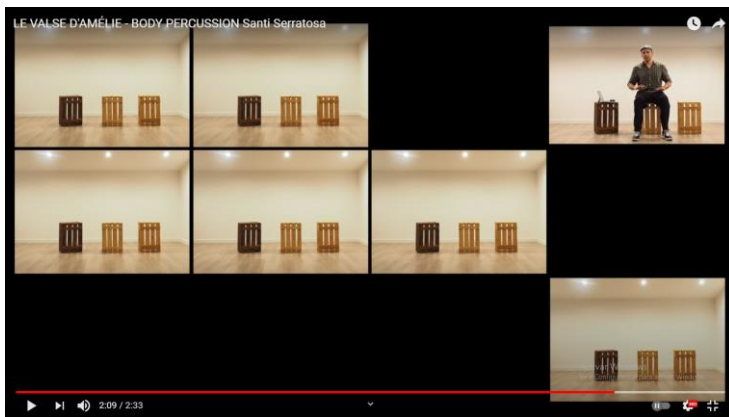 LE VALSE D'AMÉLIE - BODY PERCUSSION Santi Serratosa
2:09 / 2:33